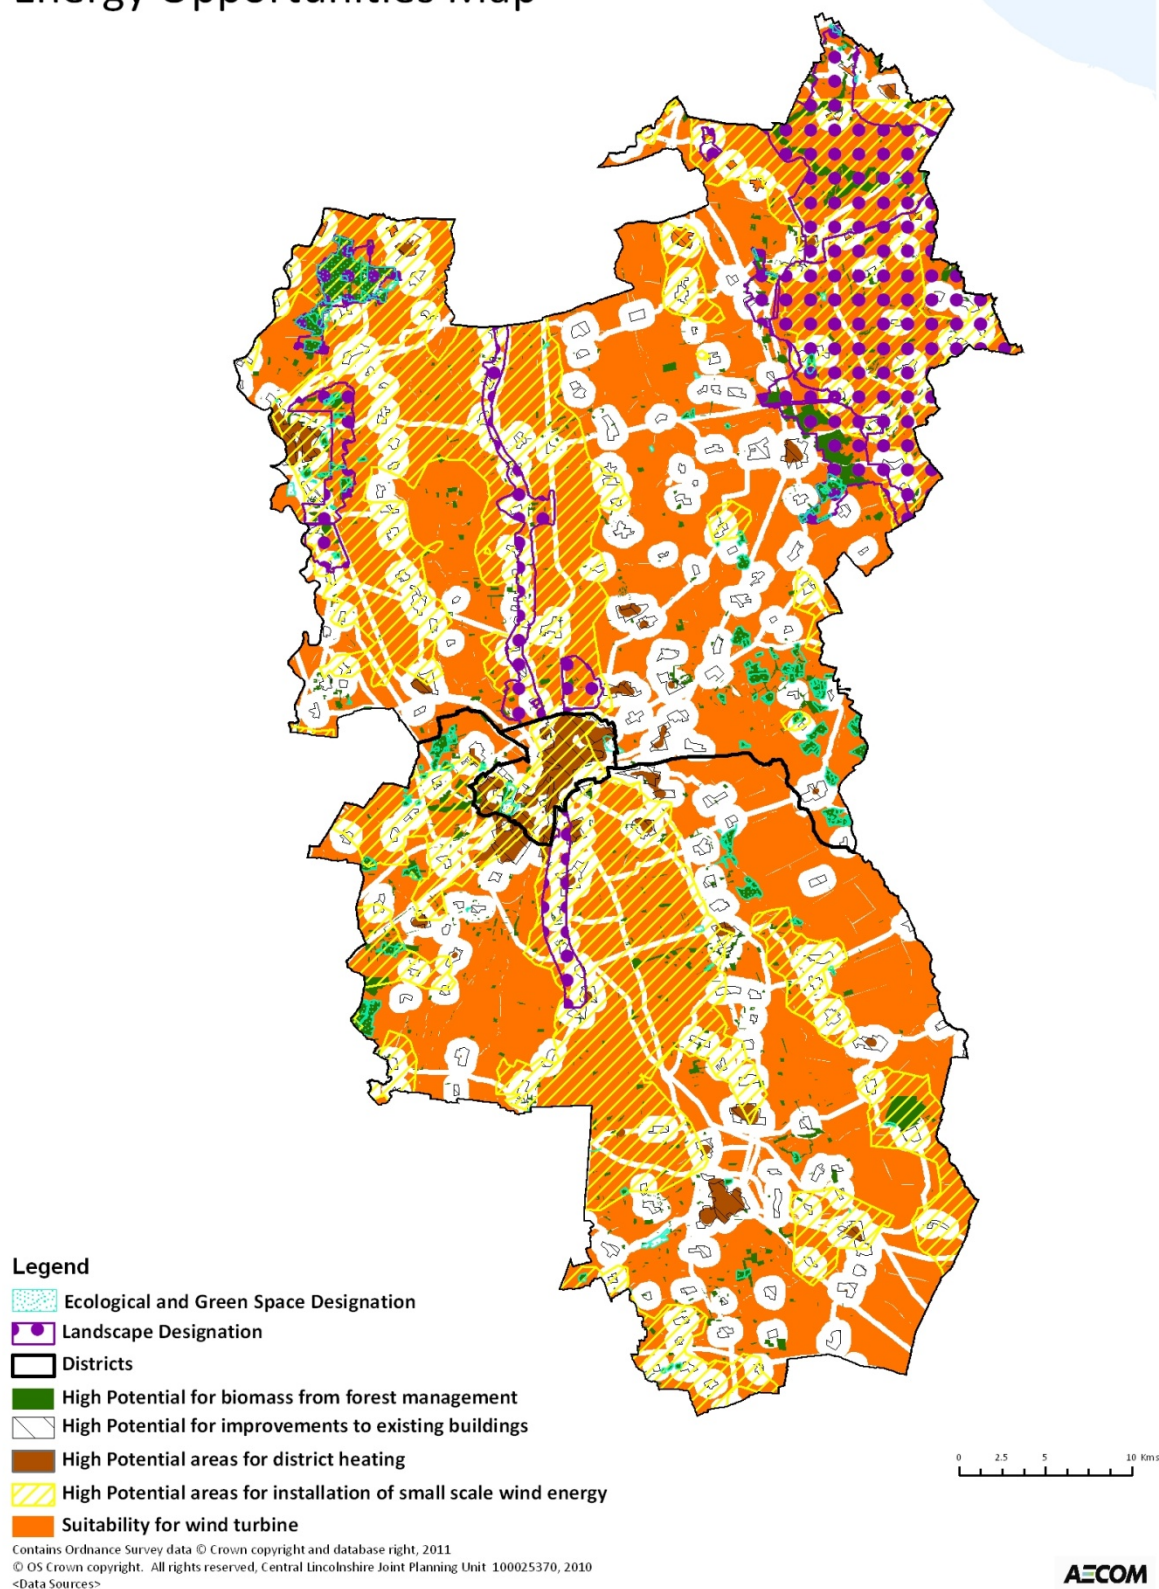 Energy Opportunities Map
Legend
Ecological and Green Space Designation
Landscape Designation
Districts
High Potential for biomass from forest management
High Potential for improvements to existing buildings
High Potential areas for district heating
High Potential areas for installation of small scale wind energy
Suitability for wind turbine
0 2.5 5 10 Kms
Contains Ordnance Survey data © Crown copyright and database right, 2011
© OS Crown copyright. All rights reserved, Central Lincolnshire Joint Planning Unit 100025370, 2010
<Data Sources>
AECOM